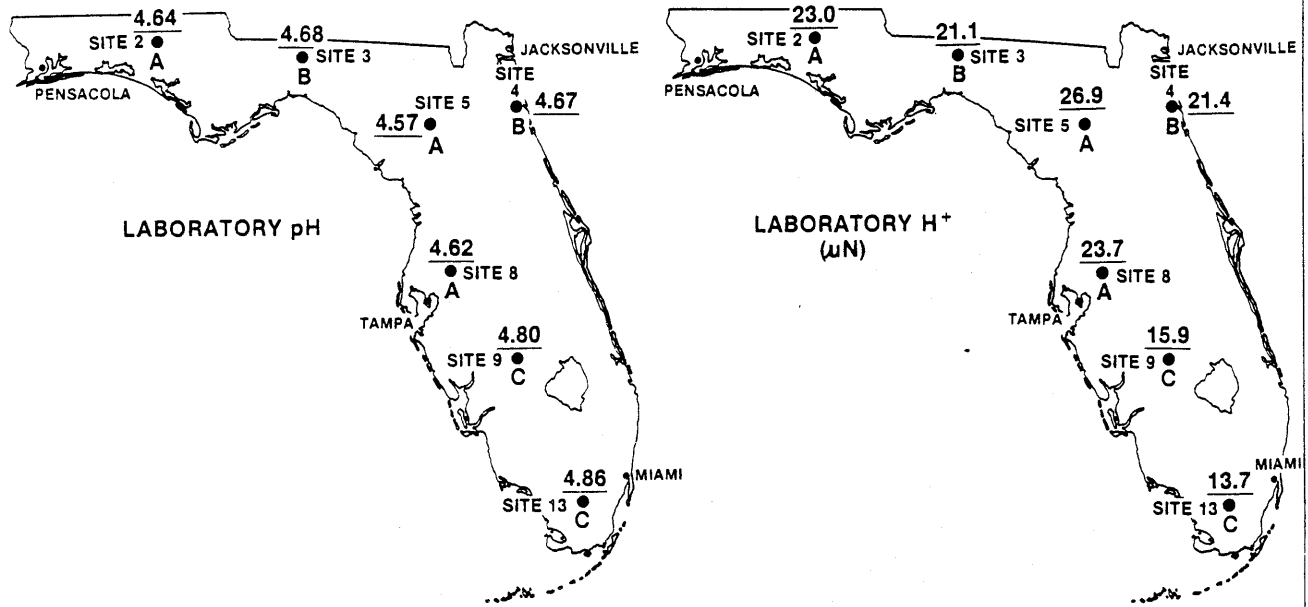 4.64
SITE 2
A
4.68
SITE 3
B
JACKSONVILLE
SITE
4
4.67
B
PENSACOLA
SITE 5
4.57
A
LABORATORY pH
4.62
SITE 8
A
TAMPA
4.80
SITE 9
C
MIAMI
4.86
SITE 13
C
23.0
SITE 2
A
21.1
SITE 3
B
JACKSONVILLE
SITE
4
21.4
B
PENSACOLA
26.9
SITE 5
A
LABORATORY H+
(µN)
23.7
SITE 8
A
TAMPA
15.9
SITE 9
C
MIAMI
13.7
SITE 13
C